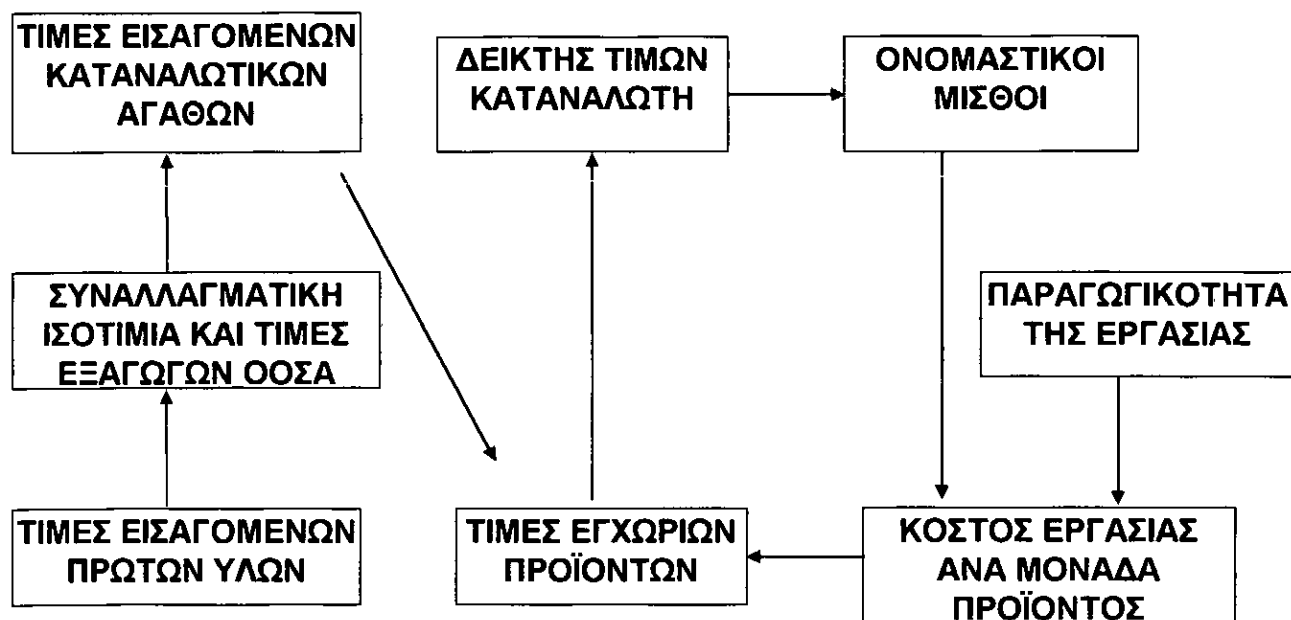 ΤΙΜΕΣ ΕΙΣΑΓΟΜΕΝΩΝ
ΚΑΤΑΝΑΛΩΤΙΚΩΝ
ΑΓΑΘΩΝ
ΔΕΙΚΤΗΣ ΤΙΜΩΝ
ΚΑΤΑΝΑΛΩΤΗ
ΟΝΟΜΑΣΤΙΚΟΙ
ΜΙΣΘΟΙ
ΣΥΝΑΛΛΑΓΜΑΤΙΚΗ
ΙΣΟΤΙΜΙΑ ΚΑΙ ΤΙΜΕΣ
ΕΞΑΓΩΓΩΝ ΟΟΣΑ
ΠΑΡΑΓΩΓΙΚΟΤΗΤΑ
ΤΗΣ ΕΡΓΑΣΙΑΣ
ΤΙΜΕΣ ΕΙΣΑΓΟΜΕΝΩΝ
ΠΡΩΤΩΝ ΥΛΩΝ
ΤΙΜΕΣ ΕΓΧΩΡΙΩΝ
ΠΡΟΪΟΝΤΩΝ
ΚΟΣΤΟΣ ΕΡΓΑΣΙΑΣ
ΑΝΑ ΜΟΝΑΔΑ
ΠΡΟΪΟΝΤΟΣ